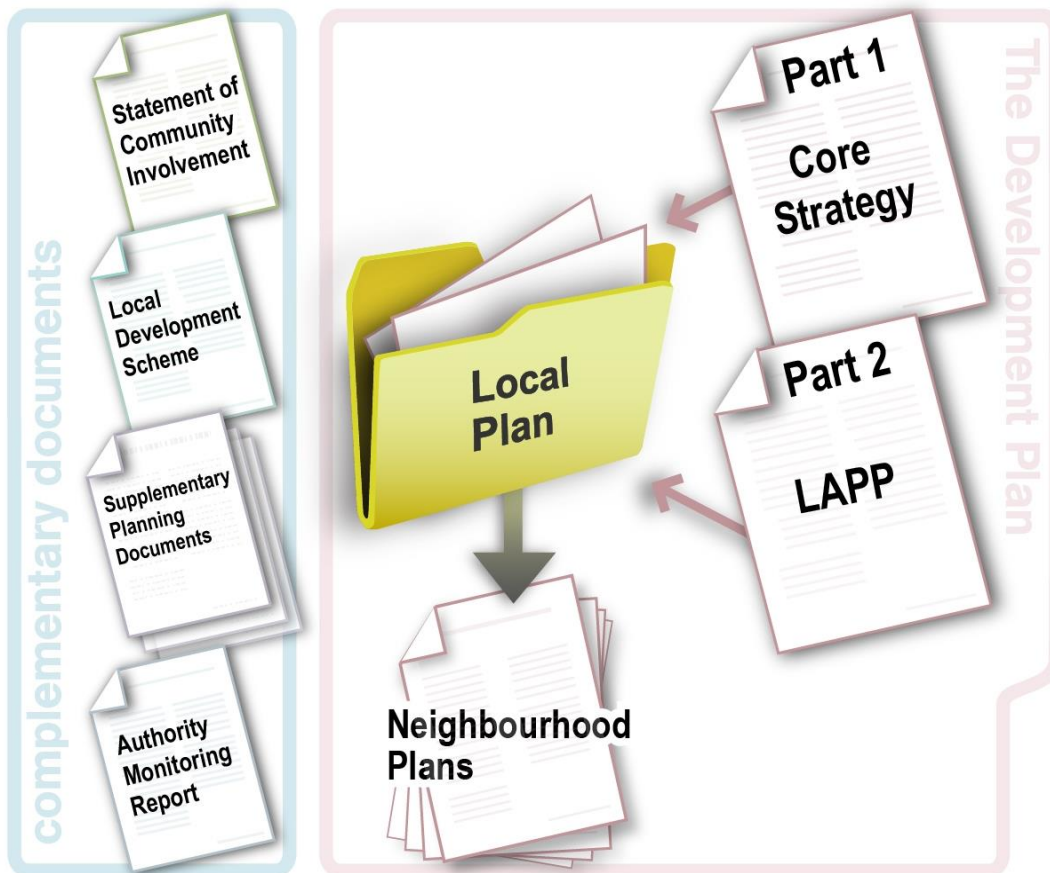 complementary documents
Statement of
Community
Involvement
Local
Development
Scheme
Supplementary
Planning
Documents
Authority
Monitoring
Report
The Development Plan
Part 1
Core
Strategy
Part 2
LAPP
Local
Plan
Neighbourhood
Plans